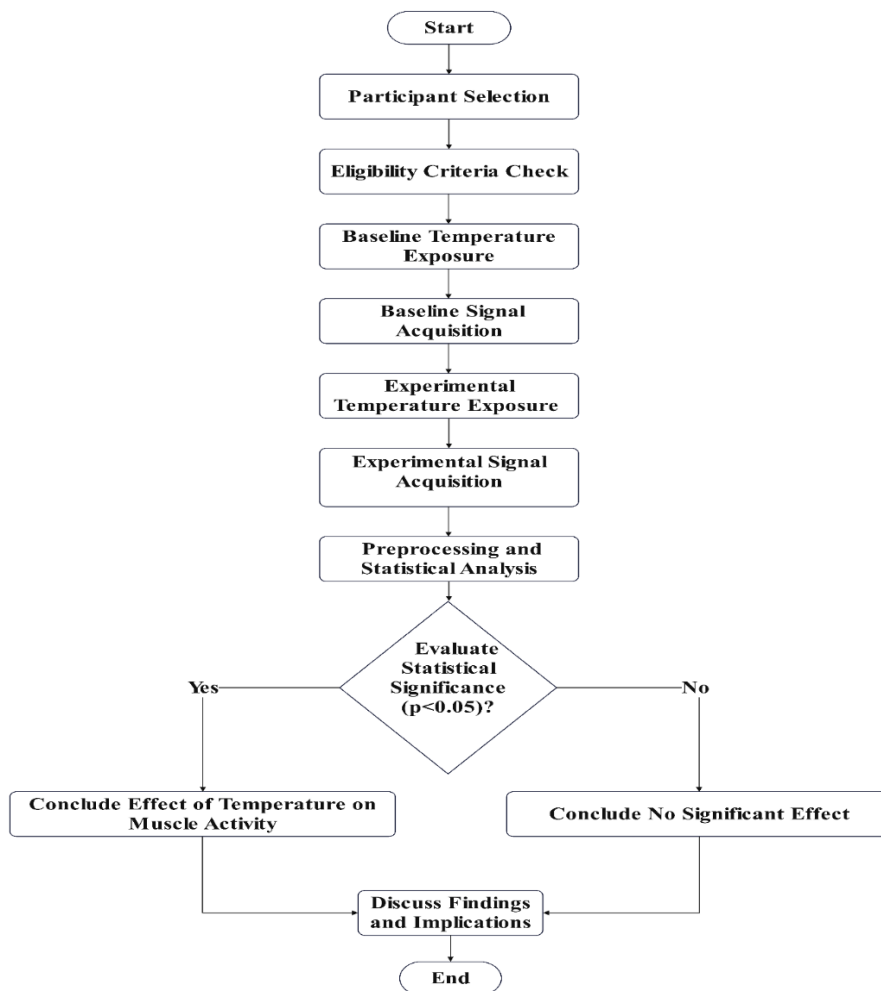 Start
Participant Selection
Eligibility Criteria Check
Baseline Temperature
Exposure
Baseline Signal
Acquisition
Experimental
Temperature Exposure
Experimental Signal
Acquisition
Preprocessing and
Statistical Analysis
Evaluate
Statistical
Significance
(p<0.05)?
Yes
No
Conclude Effect of Temperature on
Muscle Activity
Conclude No Significant Effect
Discuss Findings
and Implications
End